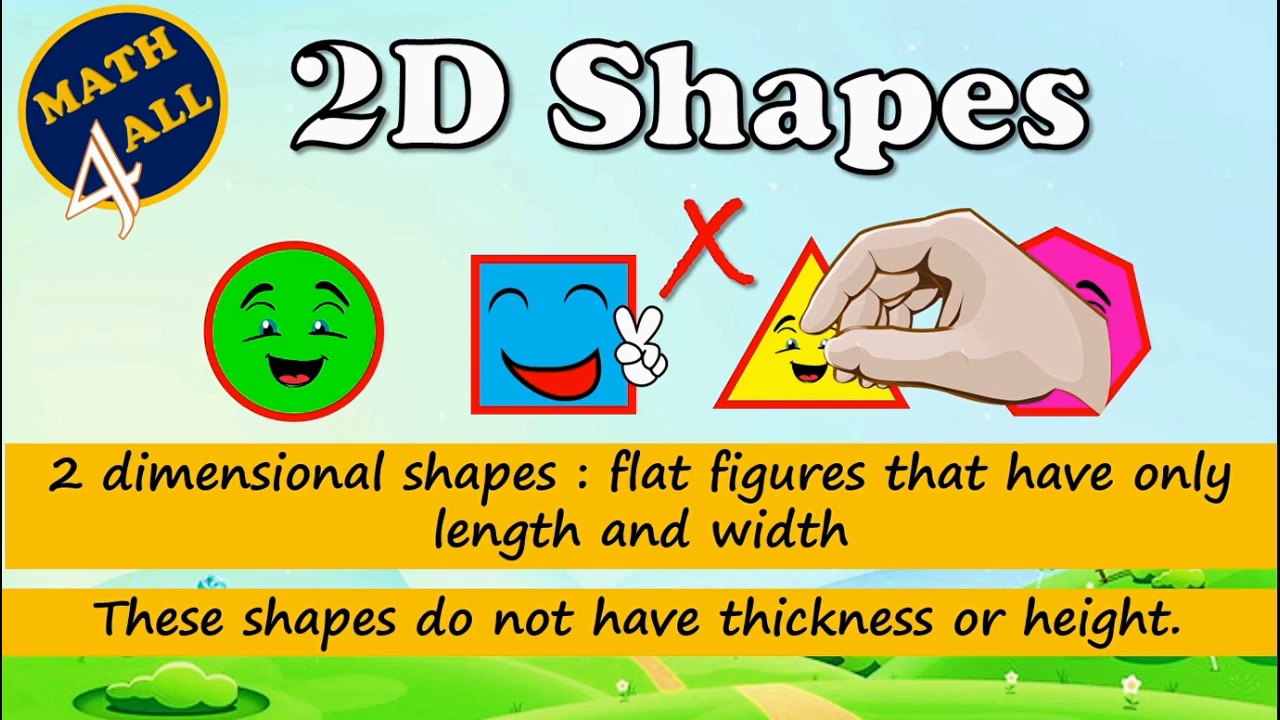 MATH
4 ALL
2D Shapes
X
2 dimensional shapes : flat figures that have only
length and width
These shapes do not have thickness or height.